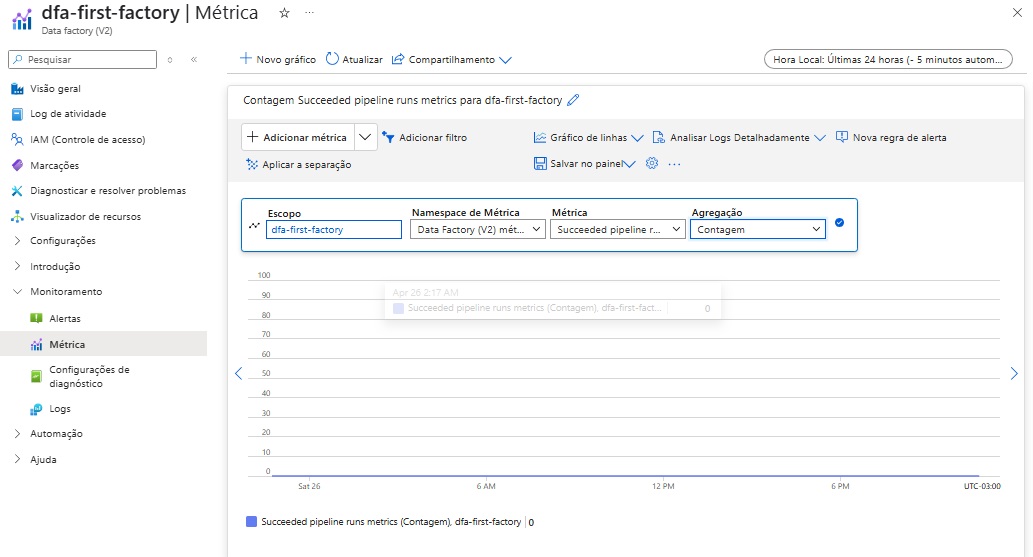 dfa-first-factory | Métrica ☆ ···
Data factory (V2)
Pesquisar
Visão geral
Log de atividade
IAM (Controle de acesso)
Marcações
Diagnosticar e resolver problemas
Visualizador de recursos
Configurações
Introdução
Monitoramento
Alertas
Métrica
Configurações de
diagnóstico
Logs
Automação
Ajuda
Novo gráfico Atualizar Compartilhamento Hora Local: Últimas 24 horas (- 5 minutos autom...
Contagem Succeeded pipeline runs metrics para dfa-first-factory
Adicionar métrica Adicionar filtro Gráfico de linhas Analisar Logs Detalhadamente Nova regra de alerta
Aplicar a separação Salvar no painel ···
Escopo Namespace de Métrica Métrica Agregação
dfa-first-factory Data Factory (V2) mét... Succeeded pipeline r... Contagem
100
Apr 26 2:17 AM
90
Succeeded pipeline runs metrics (Contagem), dfa-first-fact... 0
80
70
60
50
40
30
20
10
0
Sat 26 6 AM 12 PM 6 PM UTC-03:00
Succeeded pipeline runs metrics (Contagem), dfa-first-factory 0